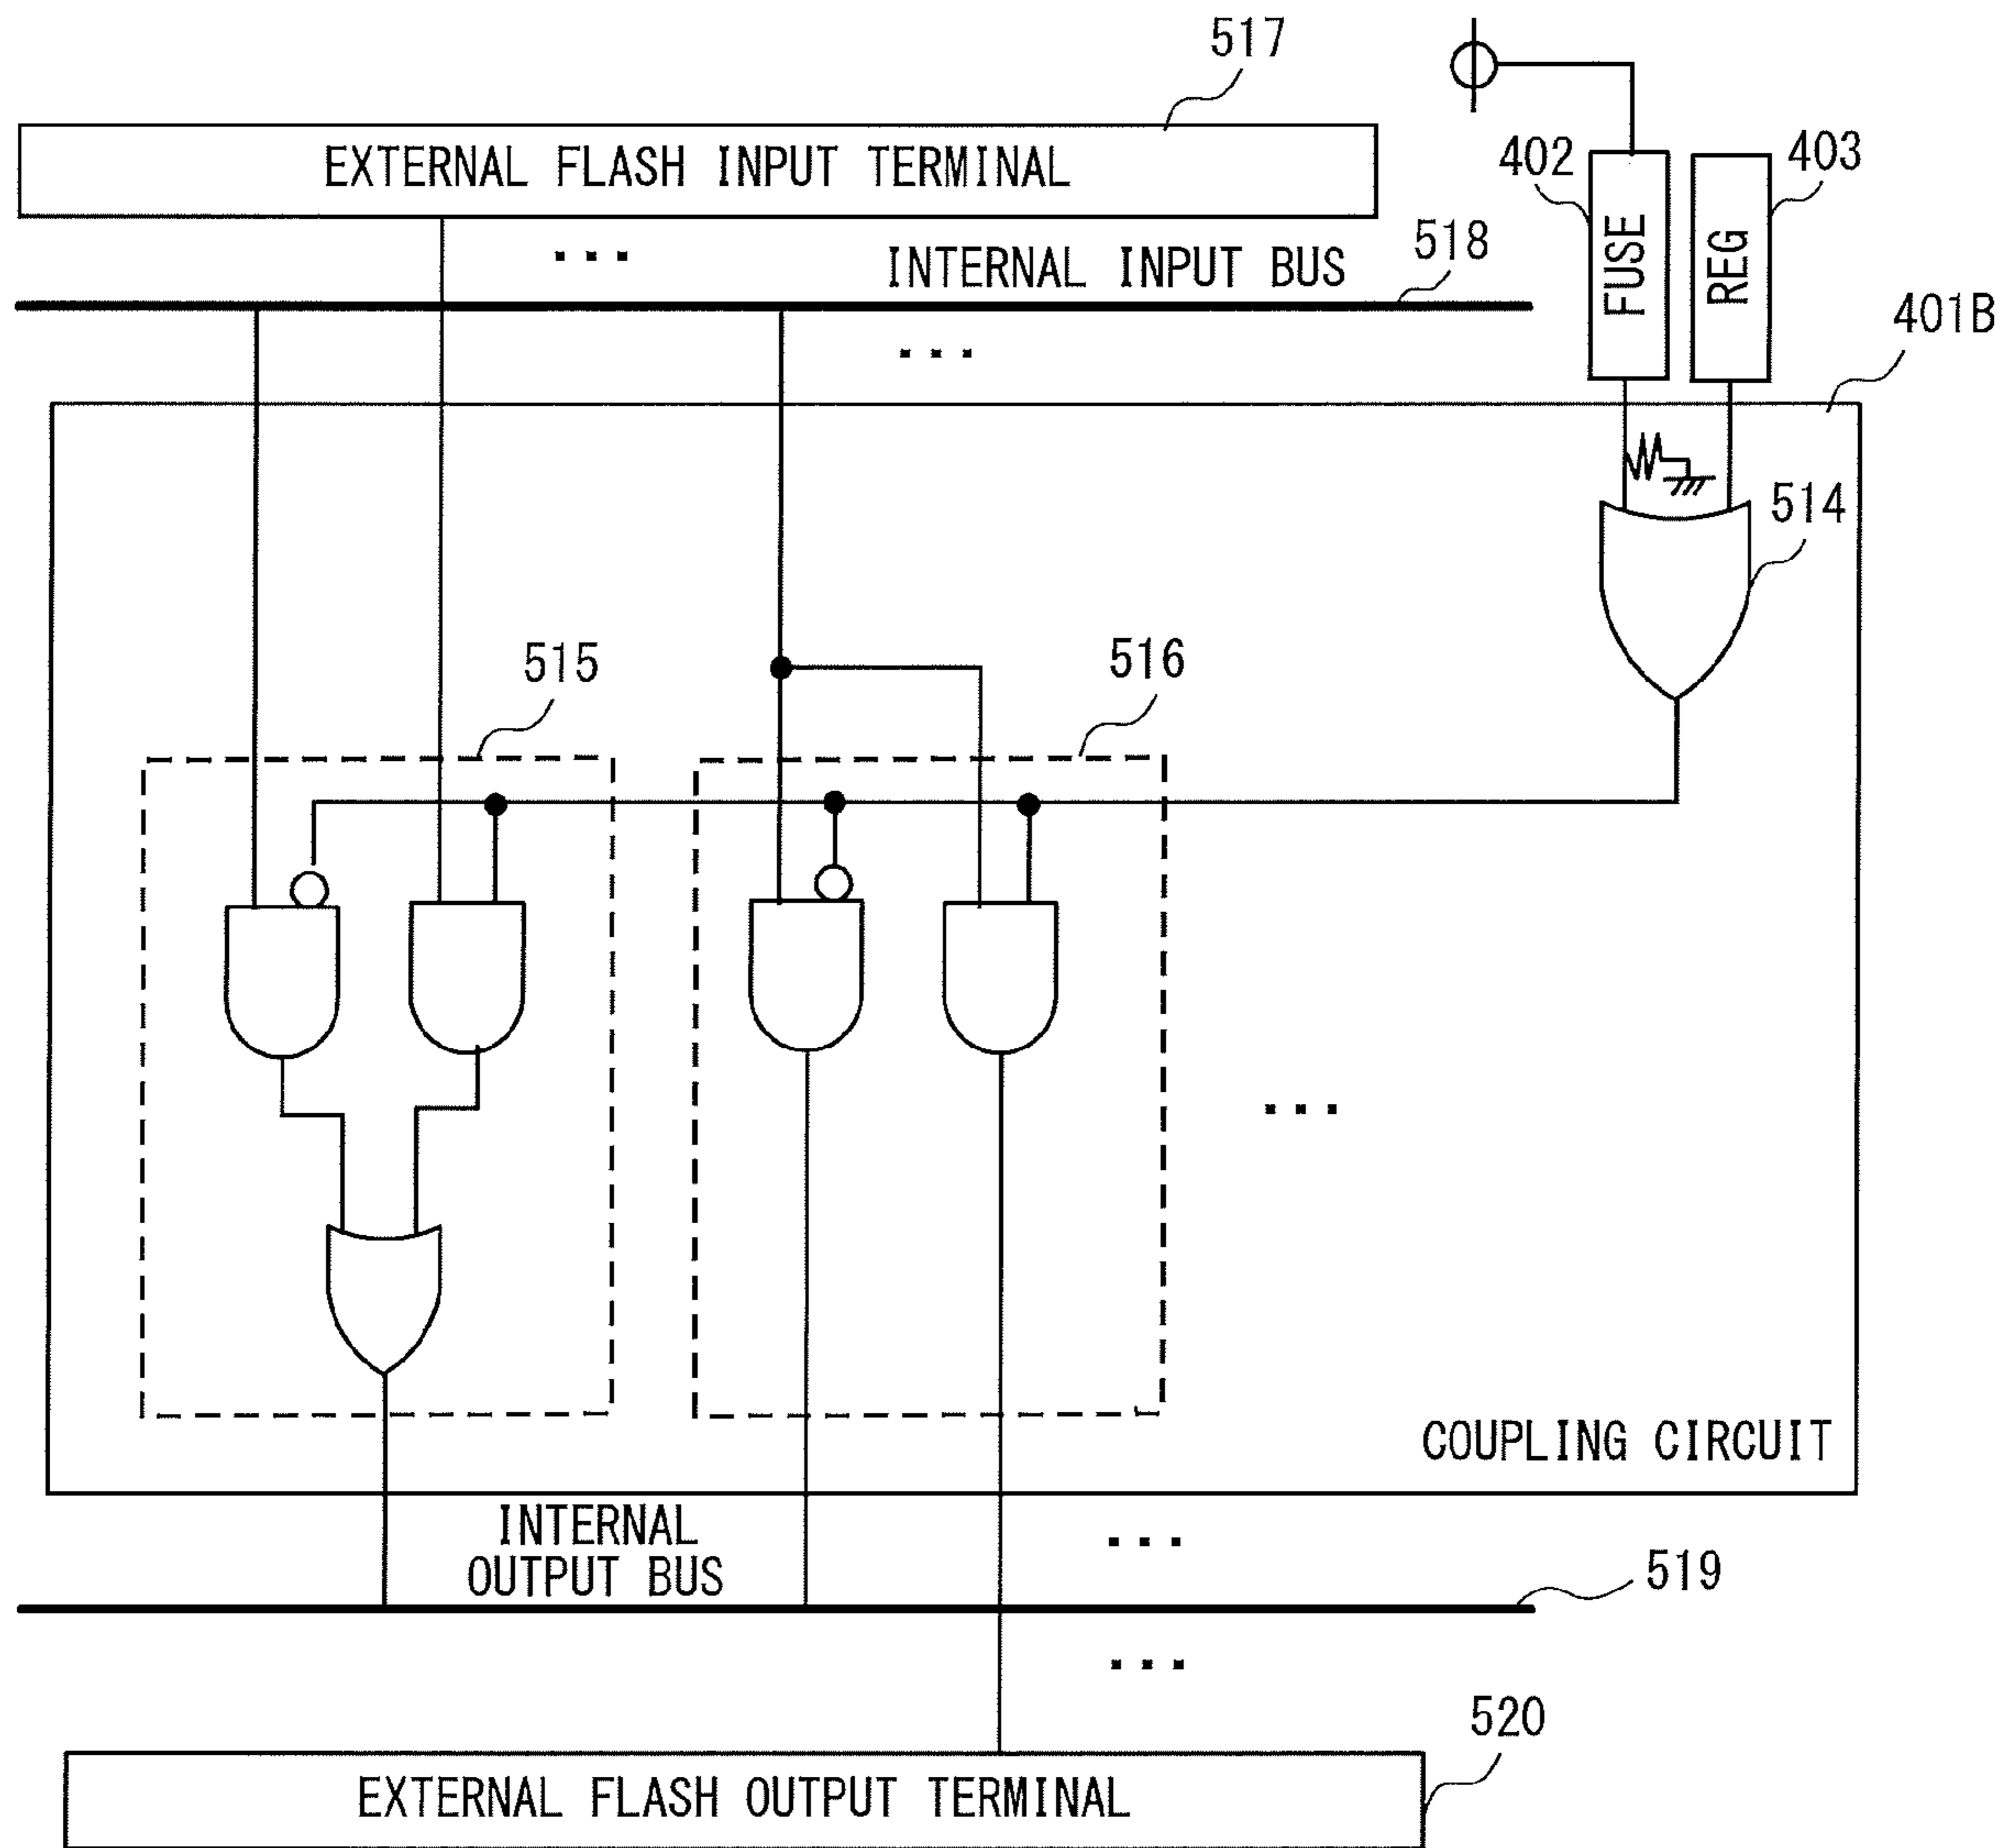 517
EXTERNAL FLASH INPUT TERMINAL
402
FUSE
REG
403
...
INTERNAL INPUT BUS
518
...
401B
514
515
516
...
COUPLING CIRCUIT
INTERNAL
OUTPUT BUS
...
519
...
520
EXTERNAL FLASH OUTPUT TERMINAL